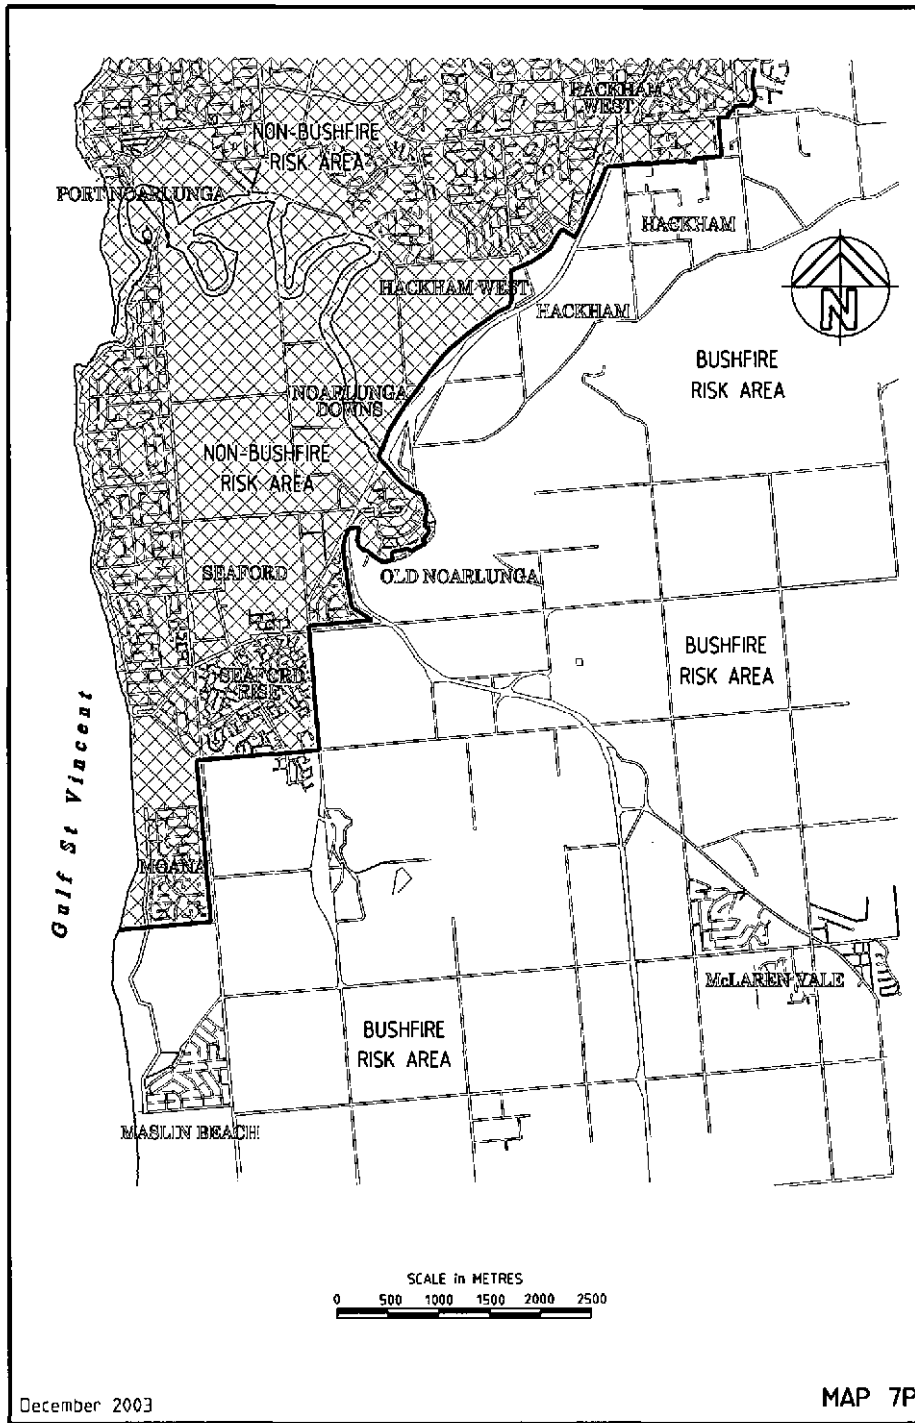 HACKHAM
WEST
NON-BUSHFIRE
RISK AREA
PORT NOARLUNGA
HACKHAM
HACKHAM WEST
HACKHAM
N
BUSHFIRE
RISK AREA
NOARLUNGA
DOWNS
NON-BUSHFIRE
RISK AREA
SEAFORD
OLD NOARLUNGA
BUSHFIRE
RISK AREA
SEAFORD
RISE
Gulf St Vincent
MOANA
McLAREN VALE
BUSHFIRE
RISK AREA
MASLIN BEACH
SCALE in METRES
0 500 1000 1500 2000 2500
December 2003
MAP 7P